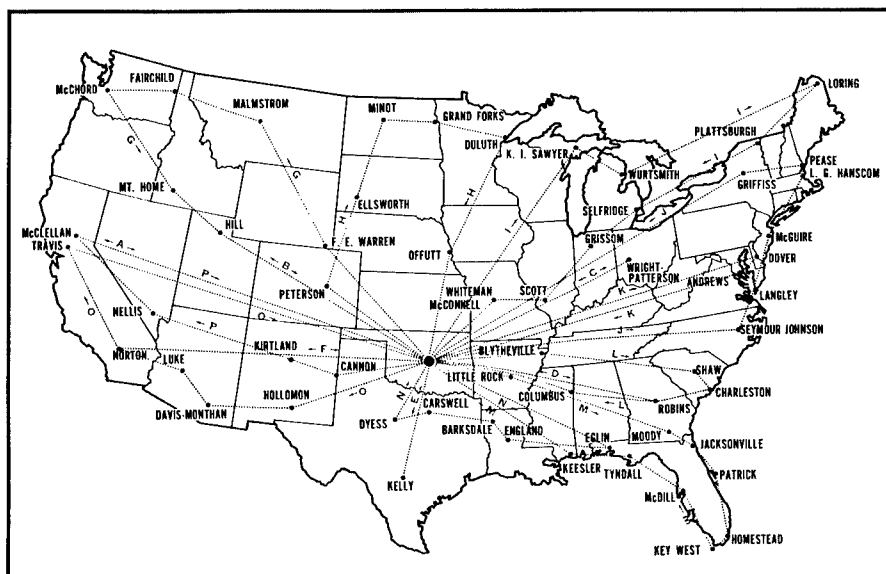 LORING
FAIRCHILD
McCHORD
MALMSTROM
MINOT
GRAND FORKS
PLATTSBURGH
DULUTH
K. I. SAWYER
PEASE
L. G. HANSCOM
WURTSMITH
GRIFFISS
MT. HOME
ELLSWORTH
SELFRIDGE
HILL
McCLELLAN
TRAVIS
F. E. WARREN
OFFUTT
GRISSOM
McGUIRE
DOVER
WRIGHT-
PATTERSON
ANDREWS
PETERSON
WHITEMAN
McCONNELL
SCOTT
LANGLEY
NELLIS
SEYMOUR JOHNSON
NORTON
LUKE
KIRTLAND
CANNON
BLYTHEVILLE
LITTLE ROCK
SHAW
CHARLESTON
COLUMBUS
ROBINS
DAVIS-MONTHAN
HOLLOMON
DYESS
CARSWELL
BARKSDALE
ENGLAND
EGLIN
MOODY
JACKSONVILLE
KEESLER
TYNDALL
PATRICK
KELLY
McDILL
KEY WEST
HOMESTEAD
A
B
C
D
E
F
G
G
H
H
I
I
I
J
J
K
K
L
L
M
M
N
N
O
O
O
P
P